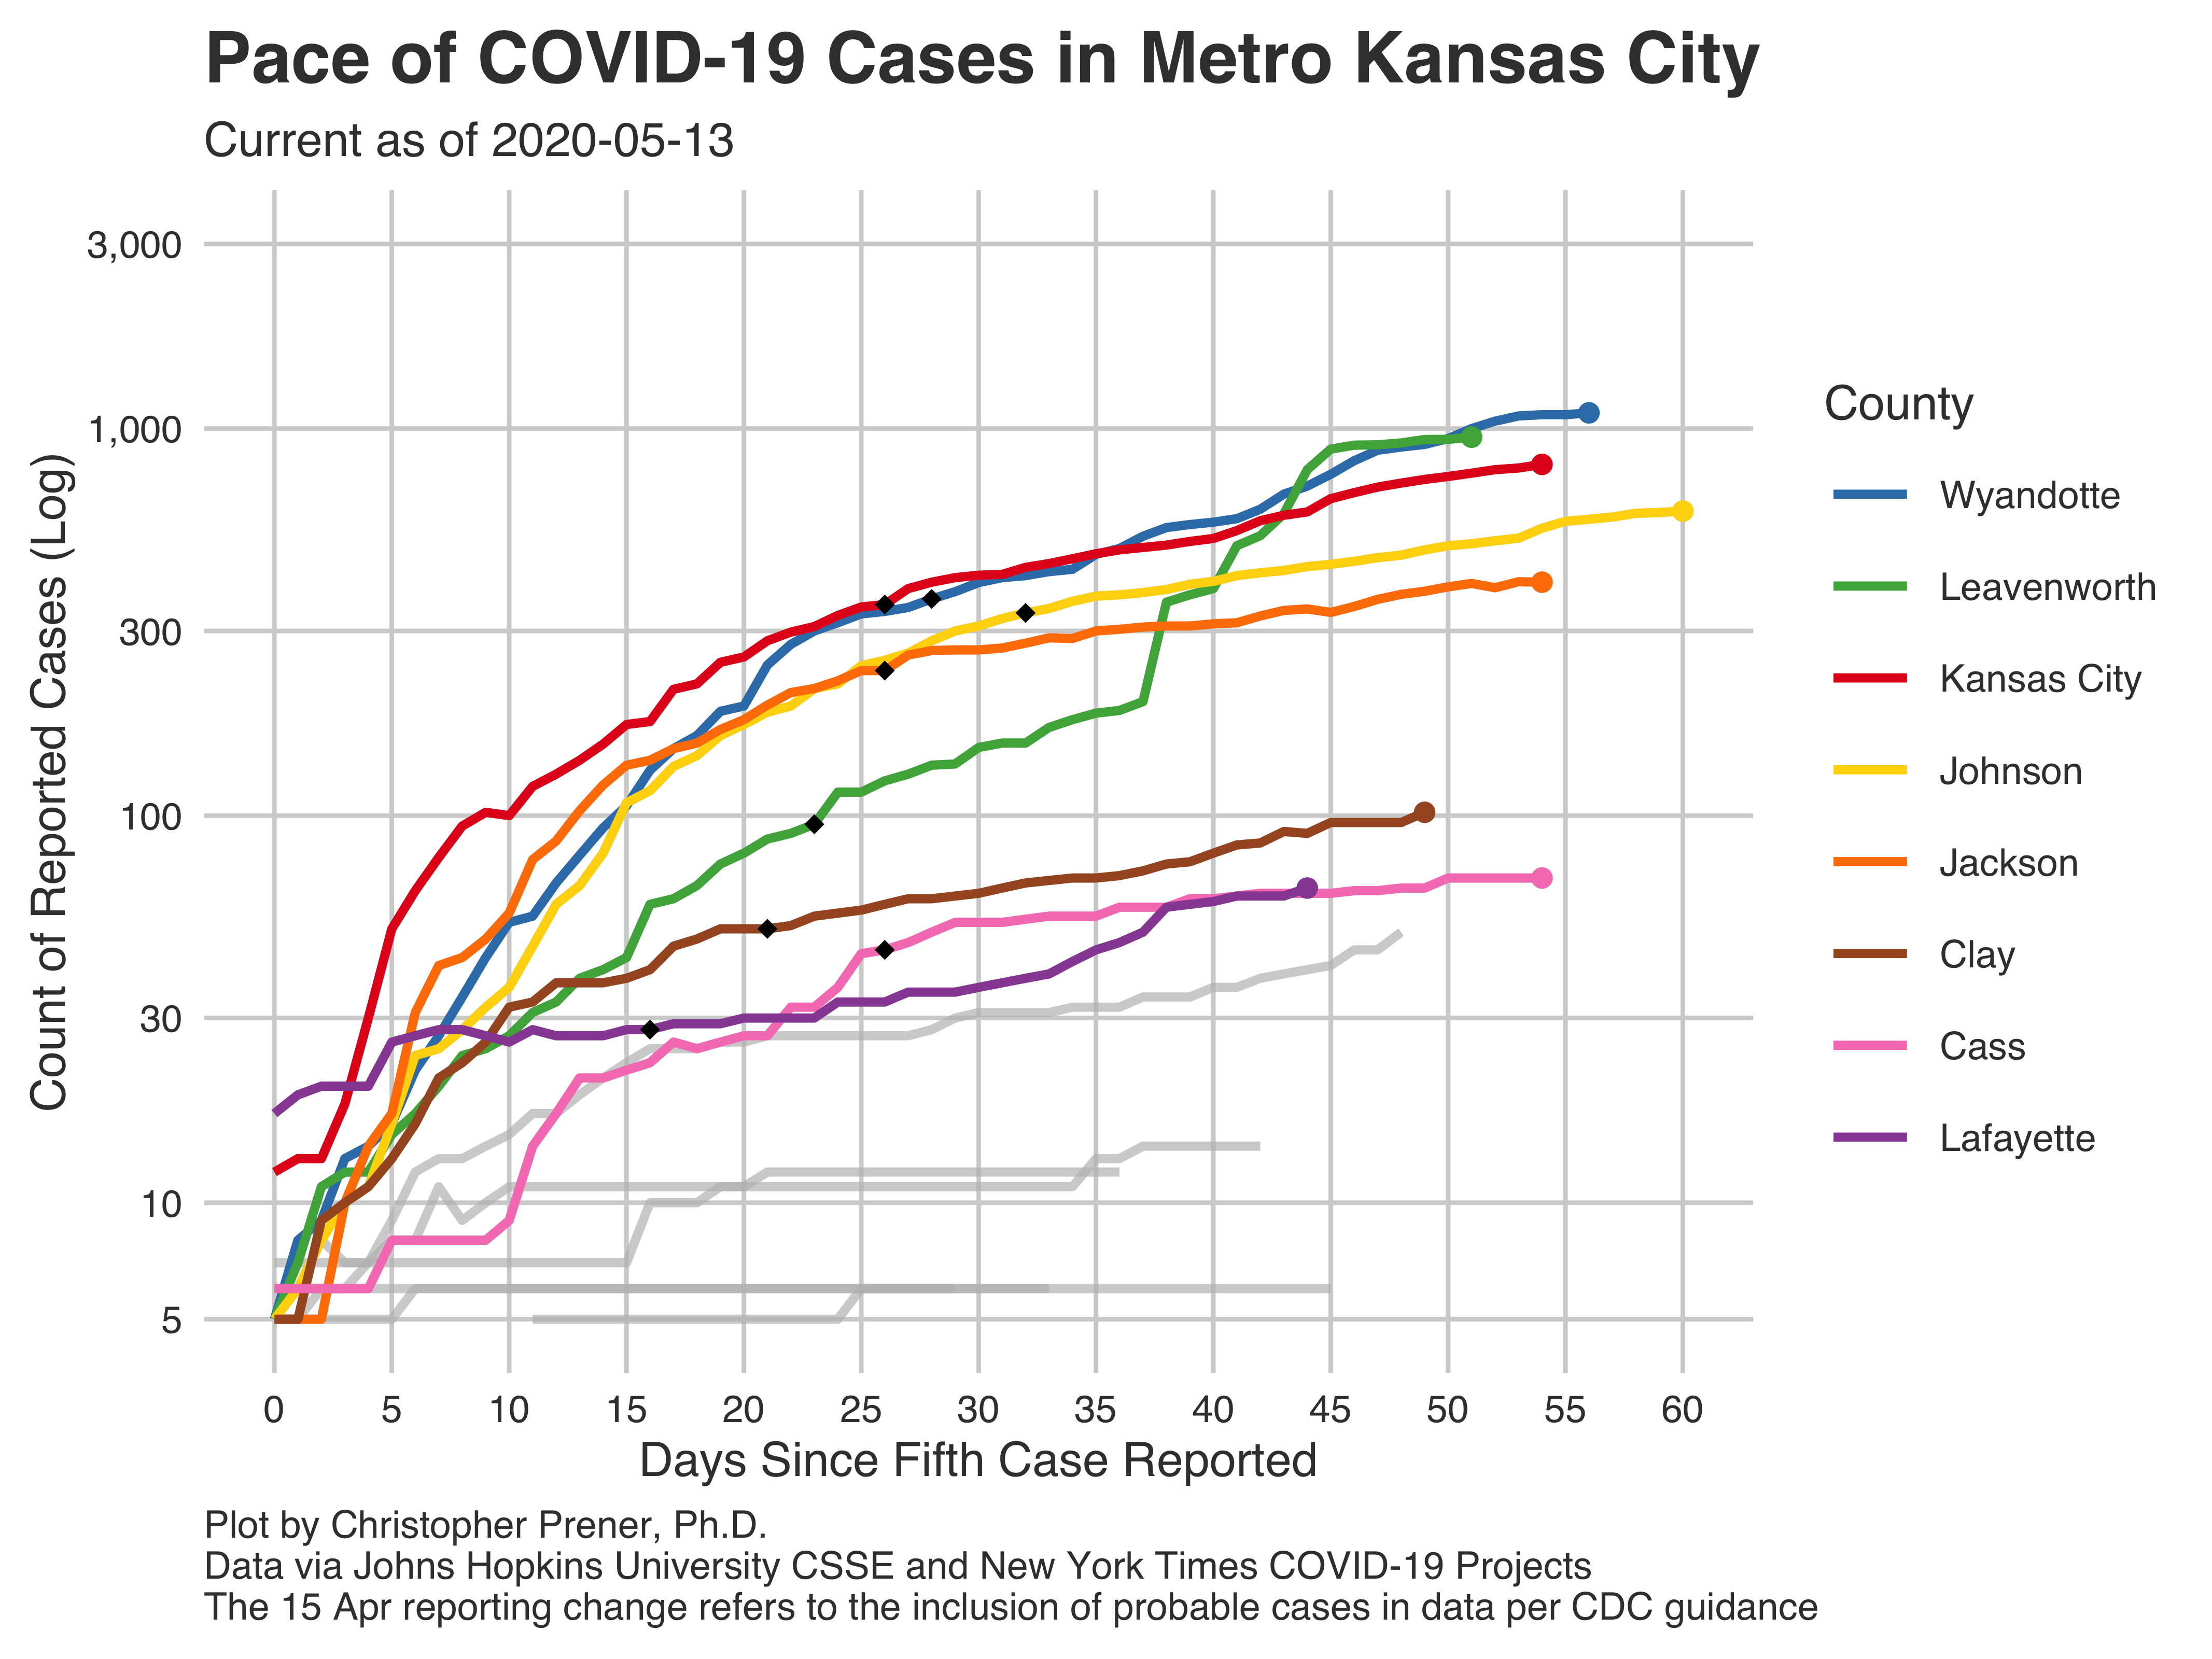 Pace of COVID-19 Cases in Metro Kansas City
Current as of 2020-05-13
Count of Reported Cases (Log)
3,000
1,000
300
100
30
10
5
0 5 10 15 20 25 30 35 40 45 50 55 60
Days Since Fifth Case Reported
County
Wyandotte
Leavenworth
Kansas City
Johnson
Jackson
Clay
Cass
Lafayette
Plot by Christopher Prener, Ph.D.
Data via Johns Hopkins University CSSE and New York Times COVID-19 Projects
The 15 Apr reporting change refers to the inclusion of probable cases in data per CDC guidance